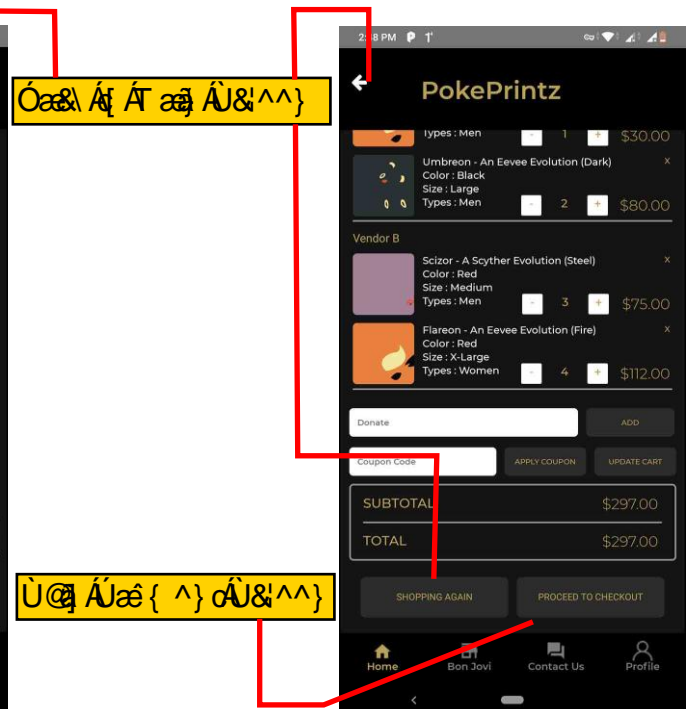 2:48 PM
PokePrintz
Types : Men - 1 + $30.00
Umbreon - An Eevee Evolution (Dark) x
Color : Black
Size : Large
Types : Men - 2 + $80.00
Vendor B
Scizor - A Scyther Evolution (Steel) x
Color : Red
Size : Medium
Types : Men - 3 + $75.00
Flareon - An Eevee Evolution (Fire) x
Color : Red
Size : X-Large
Types : Women - 4 + $112.00
Donate ADD
Coupon Code APPLY COUPON UPDATE CART
SUBTOTAL $297.00
TOTAL $297.00
SHOPPING AGAIN PROCEED TO CHECKOUT
Home Bon Jovi Contact Us Profile